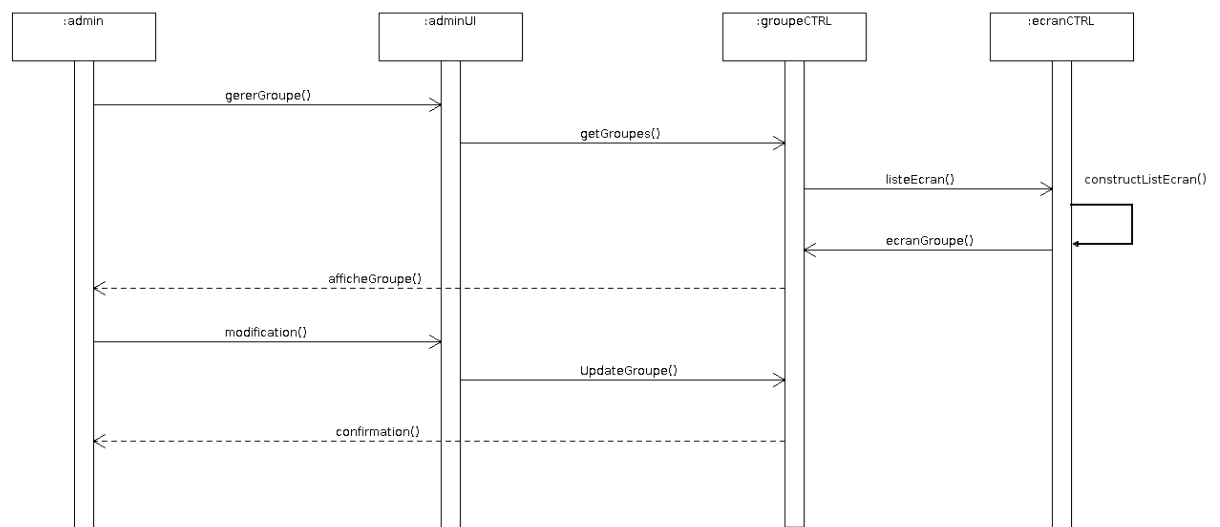 :admin
:adminUI
:groupeCTRL
:ecranCTRL
gererGroupe()
getGroupes()
listeEcran()
constructListEcran()
ecranGroupe()
afficheGroupe()
modification()
UpdateGroupe()
confirmation()